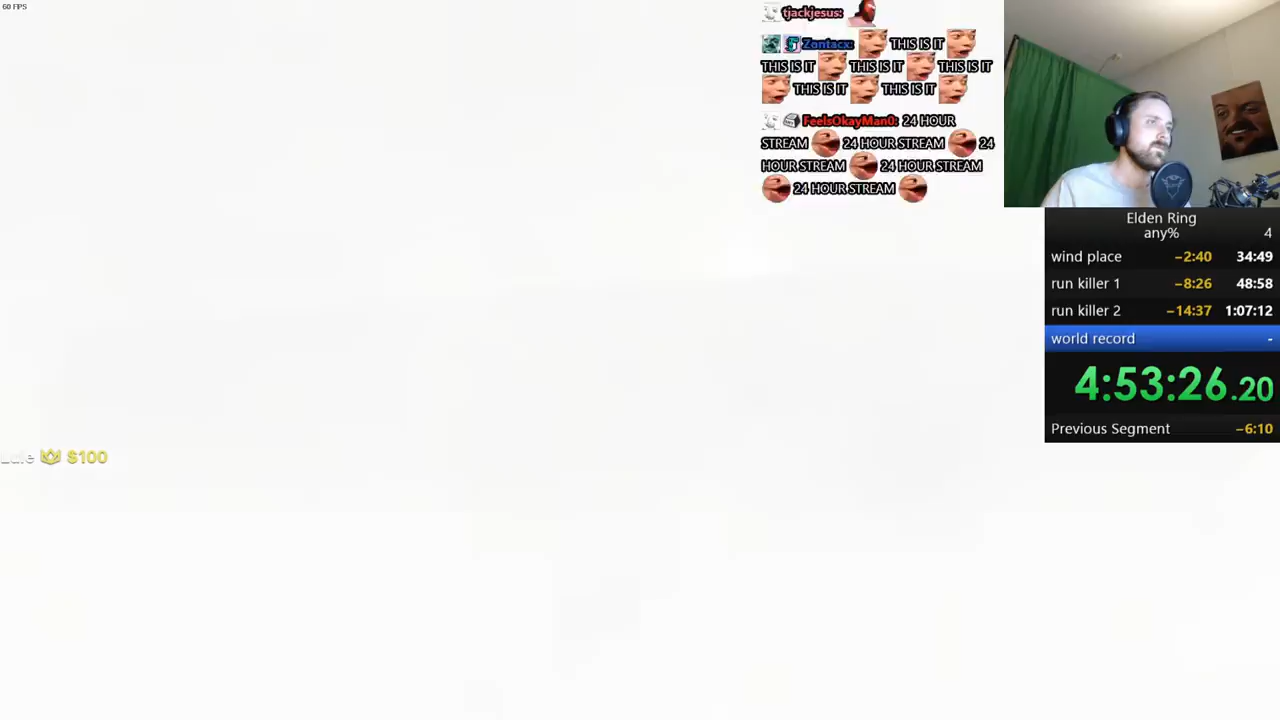 60 FPS
tjackjesus:
Zontacx: THIS IS IT
THIS IS IT THIS IS IT THIS IS IT
THIS IS IT THIS IS IT
FeelsOkayMan0: 24 HOUR
STREAM 24 HOUR STREAM 24
HOUR STREAM 24 HOUR STREAM
24 HOUR STREAM
Elden Ring
any% 4
wind place −2:40 34:49
run killer 1 −8:26 48:58
run killer 2 −14:37 1:07:12
world record -
4:53:26.20
Previous Segment −6:10
$100